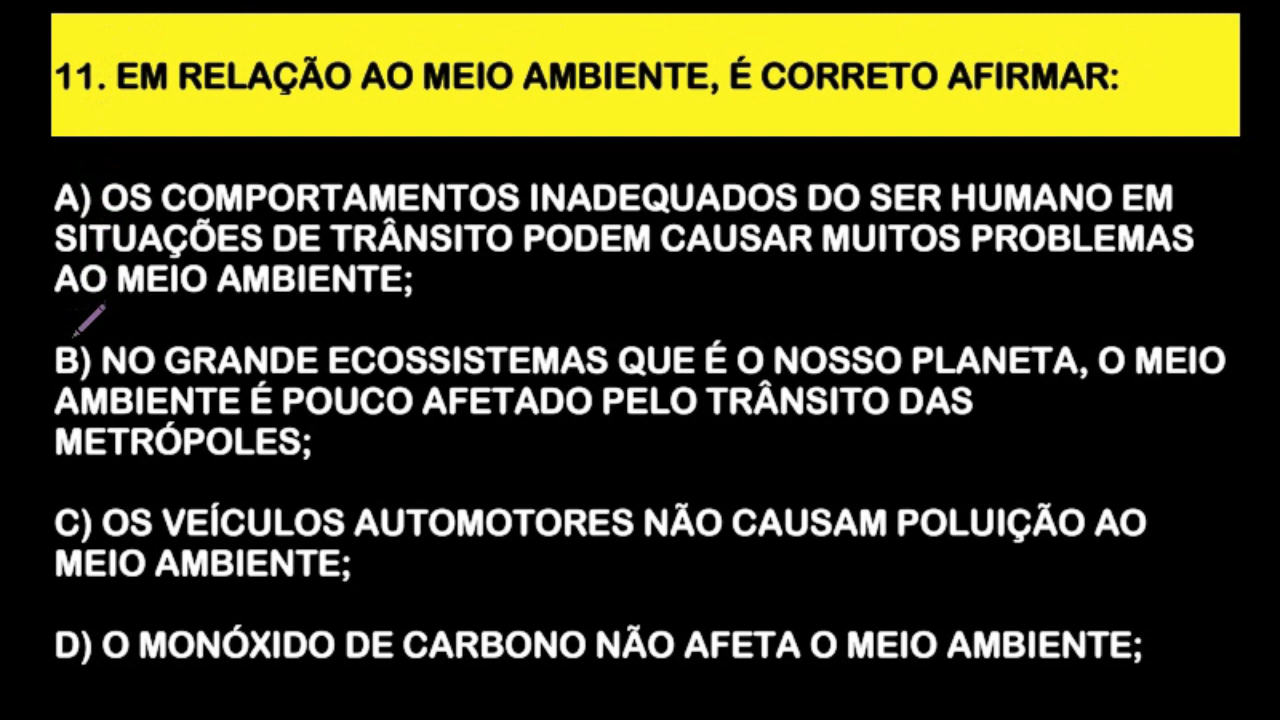 11. EM RELAÇÃO AO MEIO AMBIENTE, É CORRETO AFIRMAR:
A) OS COMPORTAMENTOS INADEQUADOS DO SER HUMANO EM
SITUAÇÕES DE TRÂNSITO PODEM CAUSAR MUITOS PROBLEMAS
AO MEIO AMBIENTE;
B) NO GRANDE ECOSSISTEMAS QUE É O NOSSO PLANETA, O MEIO
AMBIENTE É POUCO AFETADO PELO TRÂNSITO DAS
METRÓPOLES;
C) OS VEÍCULOS AUTOMOTORES NÃO CAUSAM POLUIÇÃO AO
MEIO AMBIENTE;
D) O MONÓXIDO DE CARBONO NÃO AFETA O MEIO AMBIENTE;